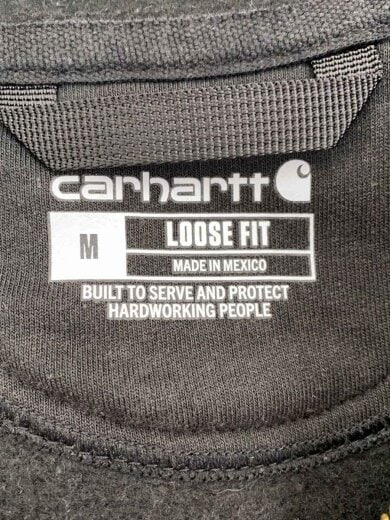 carhartt
M
LOOSE FIT
MADE IN MEXICO
BUILT TO SERVE AND PROTECT
HARDWORKING PEOPLE